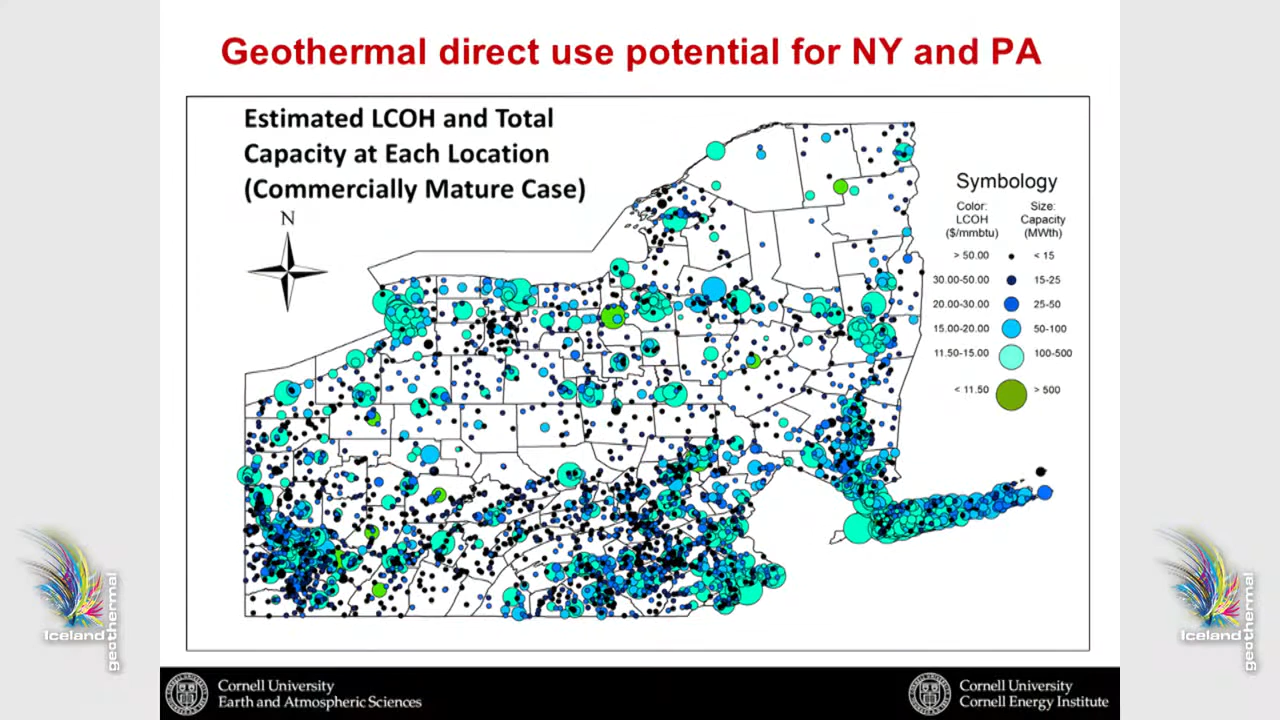 Geothermal direct use potential for NY and PA
Estimated LCOH and Total
Capacity at Each Location
(Commercially Mature Case)
N
Symbology
Color:
LCOH
($/mmbtu)
Size:
Capacity
(MWth)
> 50.00 < 15
30.00-50.00 15-25
20.00-30.00 25-50
15.00-20.00 50-100
11.50-15.00 100-500
< 11.50 > 500
Iceland
geothermal
Iceland
geothermal
Cornell University
Earth and Atmospheric Sciences
Cornell University
Cornell Energy Institute